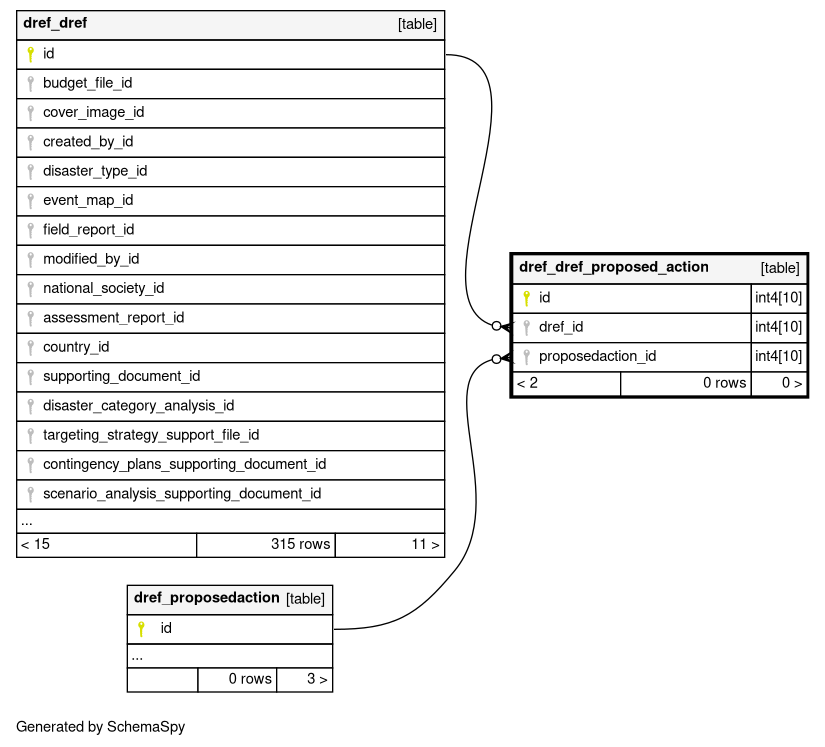 dref_dref [table]
id
budget_file_id
cover_image_id
created_by_id
disaster_type_id
event_map_id
field_report_id
modified_by_id
national_society_id
assessment_report_id
country_id
supporting_document_id
disaster_category_analysis_id
targeting_strategy_support_file_id
contingency_plans_supporting_document_id
scenario_analysis_supporting_document_id
...
< 15 315 rows 11 >
dref_dref_proposed_action [table]
id int4[10]
dref_id int4[10]
proposedaction_id int4[10]
< 2 0 rows 0 >
dref_proposedaction [table]
id
...
0 rows 3 >
Generated by SchemaSpy